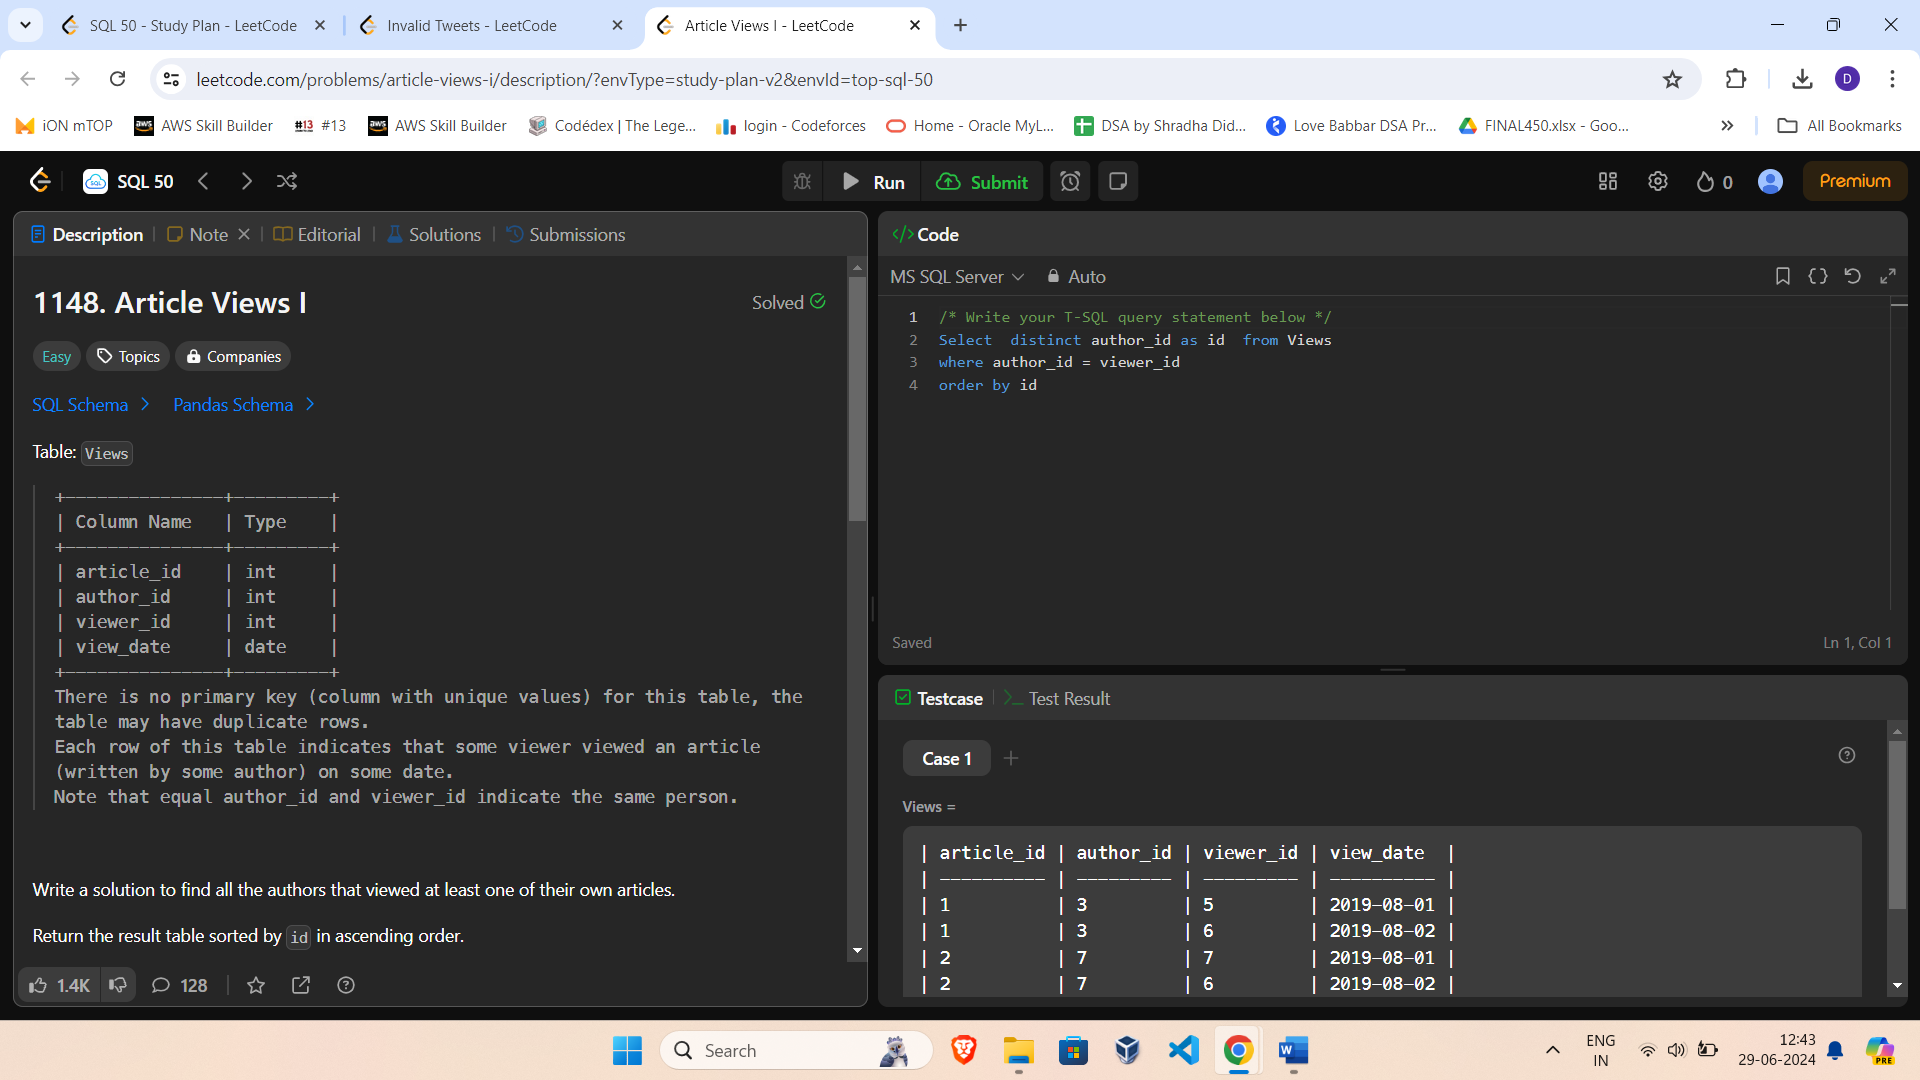 SQL 50 - Study Plan - LeetCode
Invalid Tweets - LeetCode
Article Views I - LeetCode
leetcode.com/problems/article-views-i/description/?envType=study-plan-v2&envId=top-sql-50
D
iON mTOP
AWS Skill Builder
#13 #13
AWS Skill Builder
Codédex | The Lege...
login - Codeforces
Home - Oracle MyL...
DSA by Shradha Did...
Love Babbar DSA Pr...
FINAL450.xlsx - Goo...
All Bookmarks
SQL 50
Run
Submit
0
Premium
Description
Note
Editorial
Solutions
Submissions
1148. Article Views I
Solved
Easy
Topics
Companies
SQL Schema
Pandas Schema
Table: Views
+---------------+---------+
| Column Name   | Type    |
+---------------+---------+
| article_id    | int     |
| author_id     | int     |
| viewer_id     | int     |
| view_date     | date    |
+---------------+---------+
There is no primary key (column with unique values) for this table, the
table may have duplicate rows.
Each row of this table indicates that some viewer viewed an article
(written by some author) on some date.
Note that equal author_id and viewer_id indicate the same person.
Write a solution to find all the authors that viewed at least one of their own articles.
Return the result table sorted by id in ascending order.
1.4K
128
Code
MS SQL Server
Auto
1 /* Write your T-SQL query statement below */
2 Select  distinct author_id as id  from Views
3 where author_id = viewer_id
4 order by id
Saved
Ln 1, Col 1
Testcase
Test Result
Case 1
Views =
| article_id | author_id | viewer_id | view_date  |
| ---------- | --------- | --------- | ---------- |
| 1          | 3         | 5         | 2019-08-01 |
| 1          | 3         | 6         | 2019-08-02 |
| 2          | 7         | 7         | 2019-08-01 |
| 2          | 7         | 6         | 2019-08-02 |
Search
ENG
IN
12:43
29-06-2024
PRE